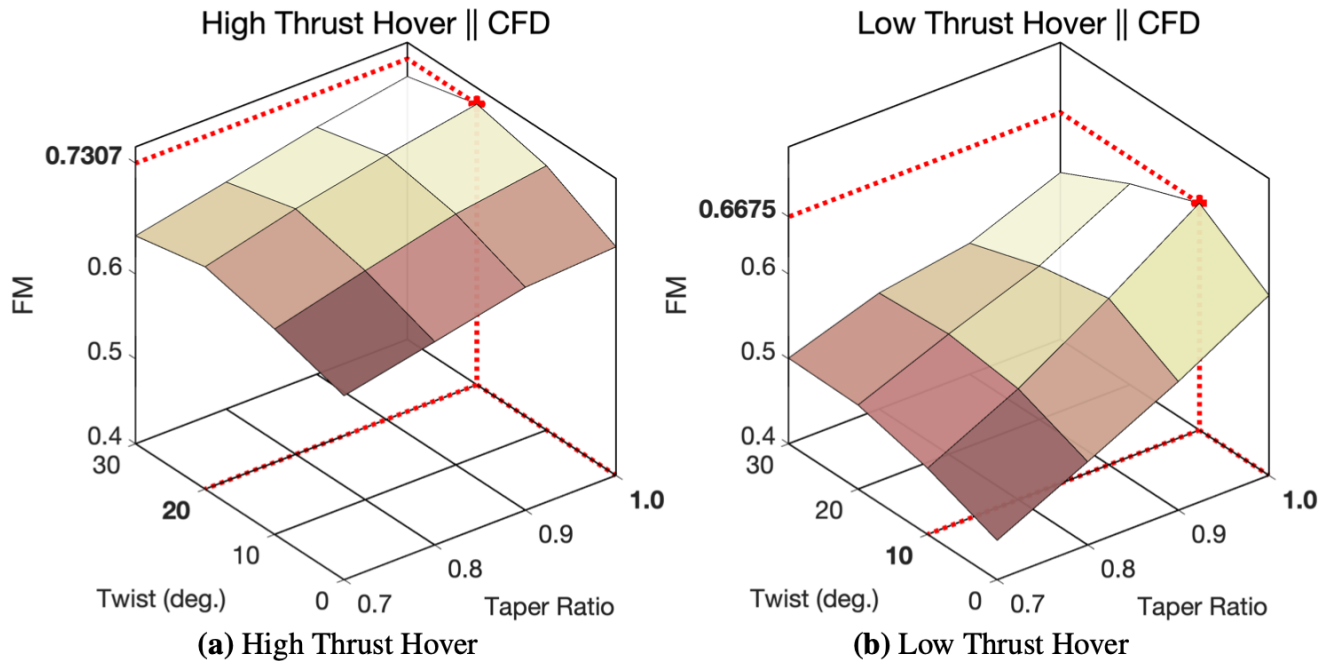 High Thrust Hover || CFD
0.7307
0.6
0.5
0.4
FM
30
20
10
0
Twist (deg.)
0.7
0.8
0.9
1.0
Taper Ratio
(a) High Thrust Hover
Low Thrust Hover || CFD
0.6675
0.6
0.5
0.4
FM
30
20
10
0
Twist (deg.)
0.7
0.8
0.9
1.0
Taper Ratio
(b) Low Thrust Hover